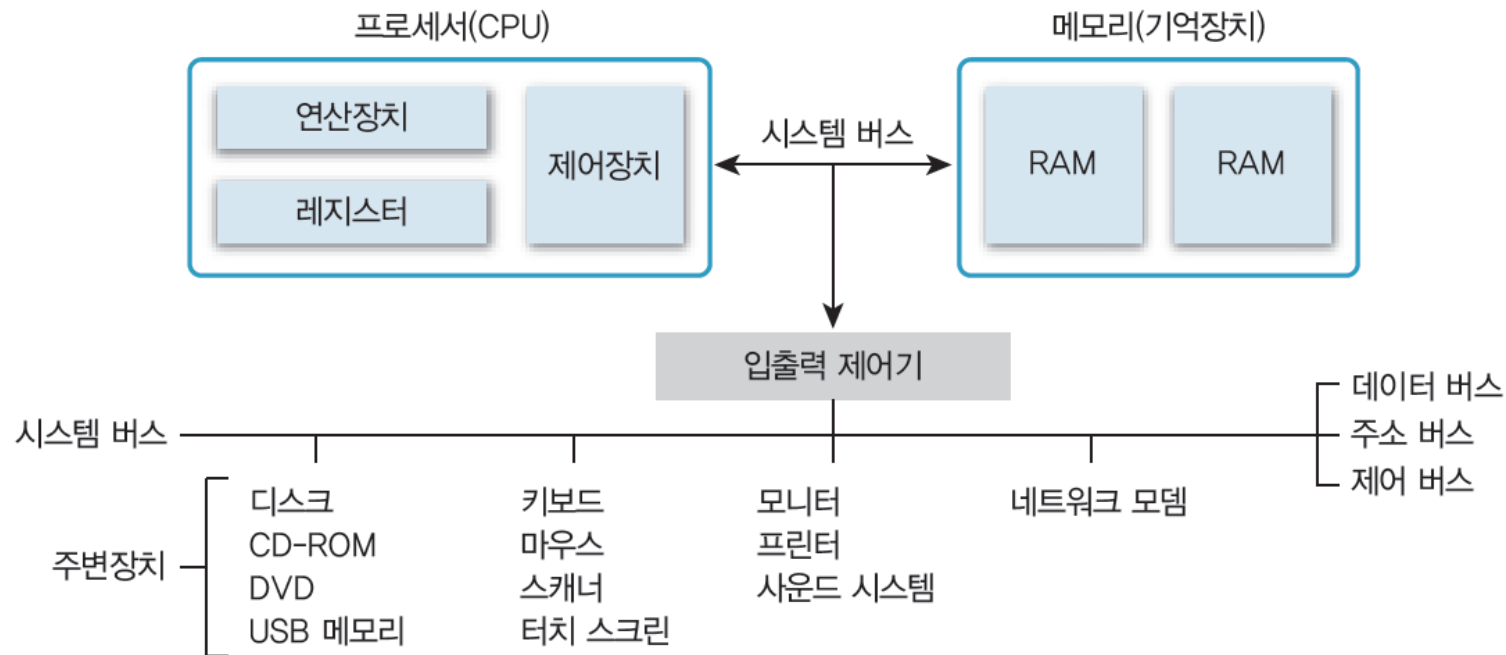 프로세서(CPU)
메모리(기억장치)
연산장치
레지스터
제어장치
시스템 버스
RAM
RAM
입출력 제어기
시스템 버스
데이터 버스
주소 버스
제어 버스
주변장치
디스크
CD-ROM
DVD
USB 메모리
키보드
마우스
스캐너
터치 스크린
모니터
프린터
사운드 시스템
네트워크 모뎀